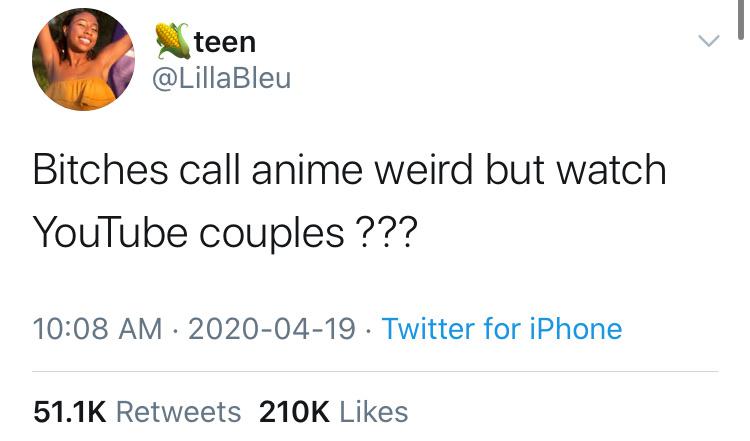 🌽teen
@LillaBleu
Bitches call anime weird but watch
YouTube couples ???
10:08 AM · 2020-04-19 · Twitter for iPhone
51.1K Retweets 210K Likes